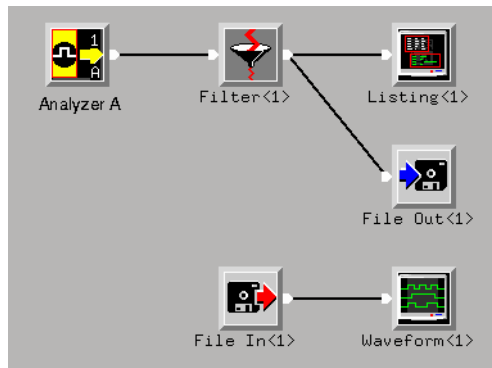 1
A
Analyzer A
Filter<1>
Listing<1>
File Out<1>
File In<1>
Waveform<1>